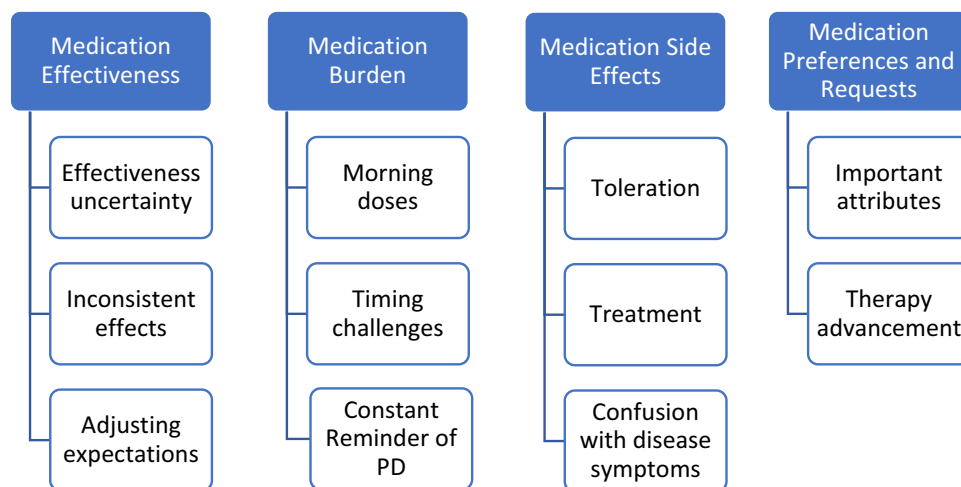 Medication
Effectiveness
Effectiveness
uncertainty
Inconsistent
effects
Adjusting
expectations
Medication
Burden
Morning
doses
Timing
challenges
Constant
Reminder of
PD
Medication Side
Effects
Toleration
Treatment
Confusion
with disease
symptoms
Medication
Preferences and
Requests
Important
attributes
Therapy
advancement